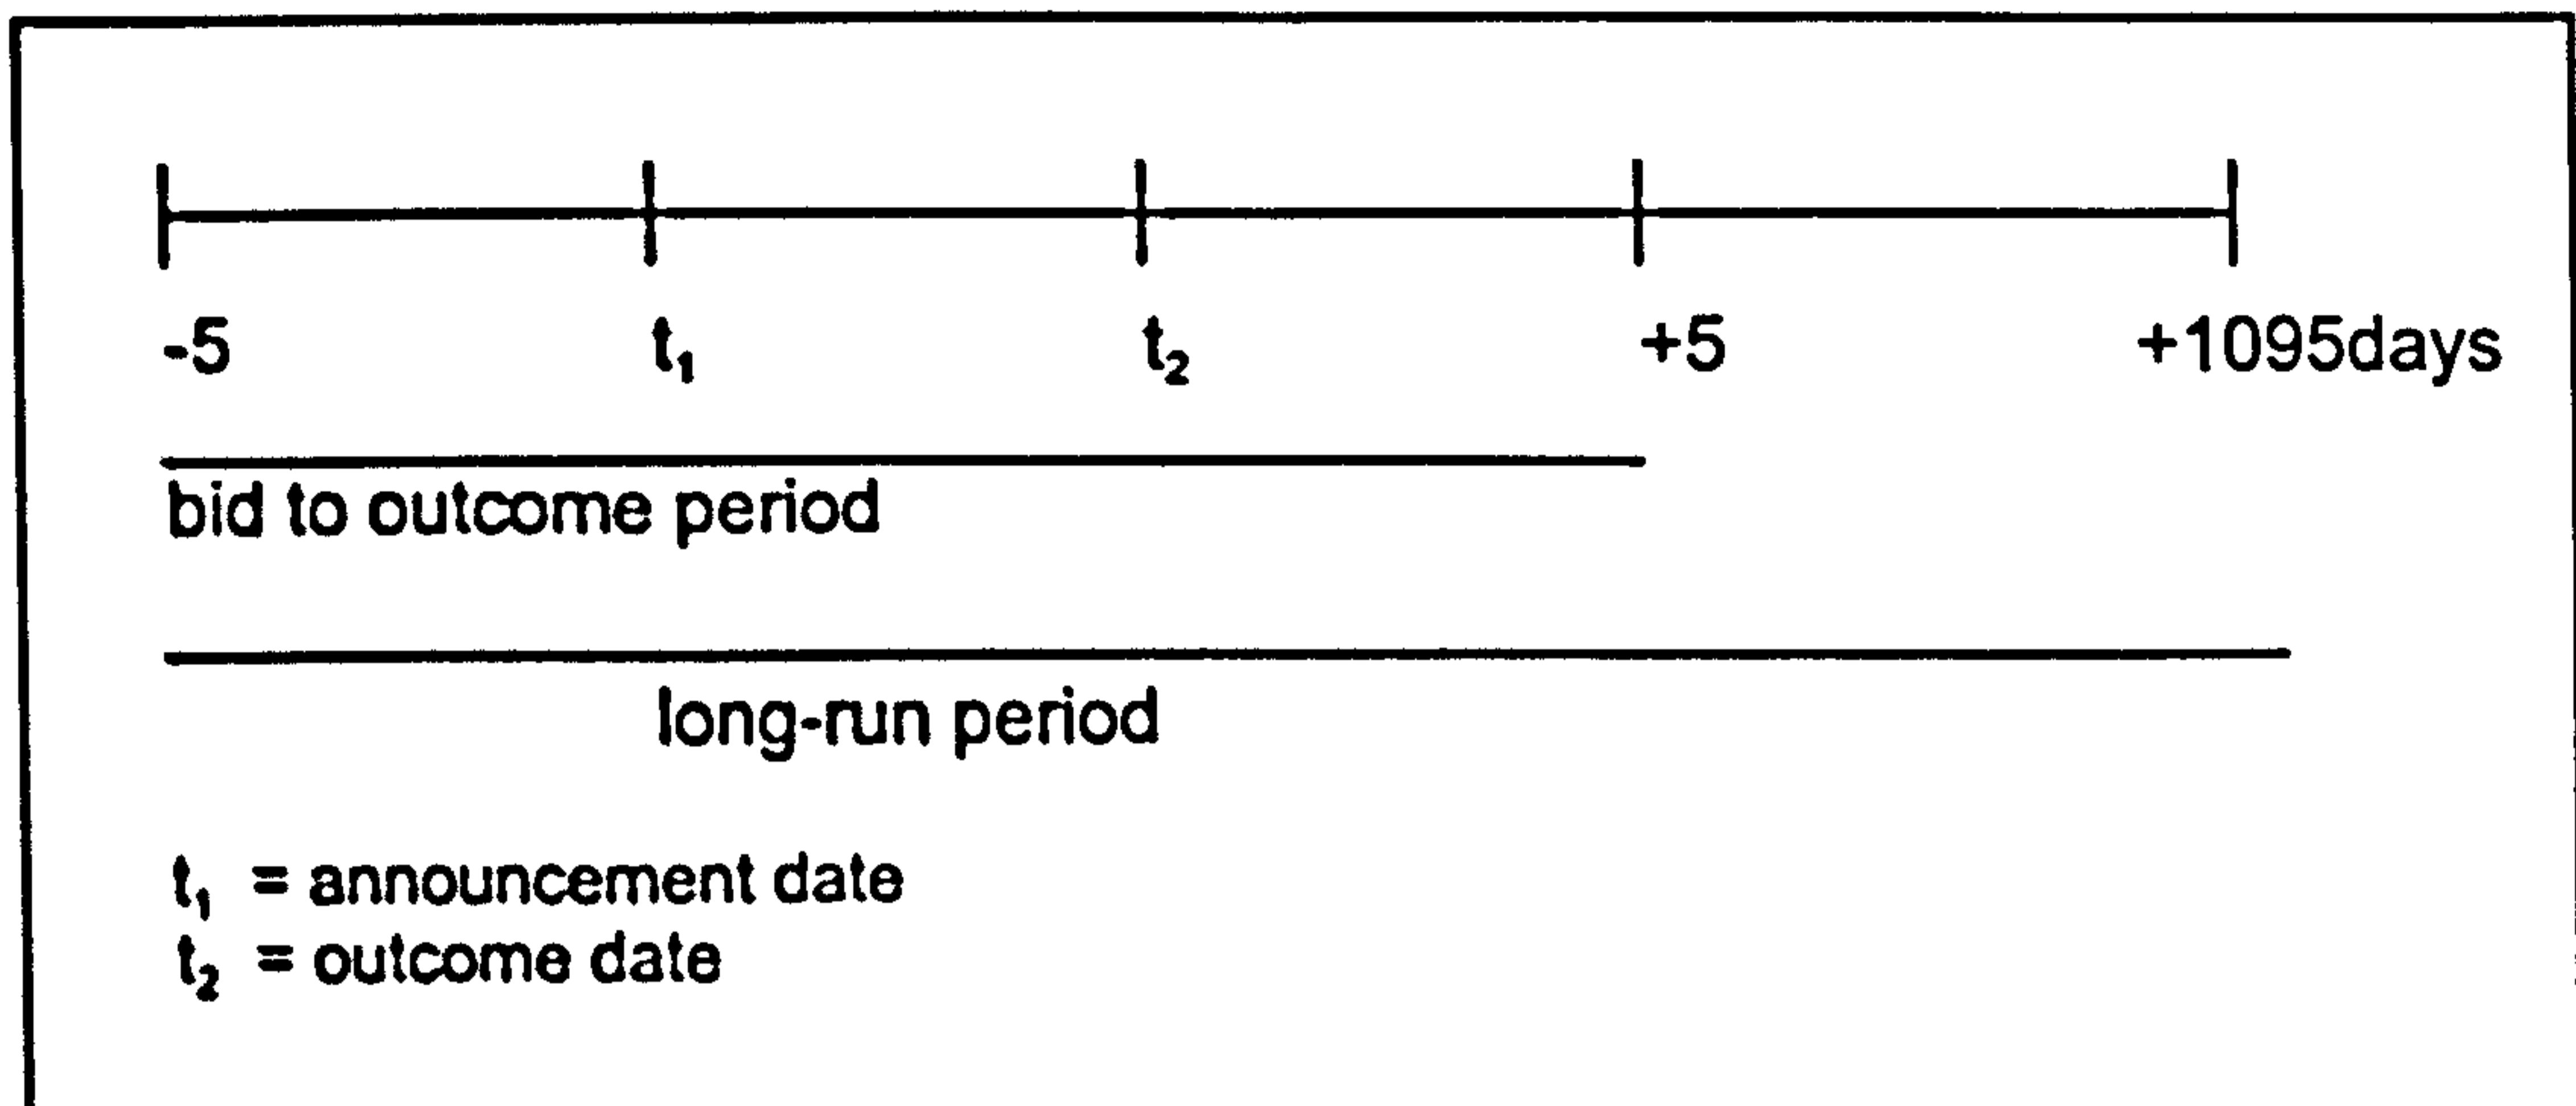 -5 t₁ t₂ +5 +1095days
bid to outcome period
long-run period
t₁ = announcement date
t₂ = outcome date